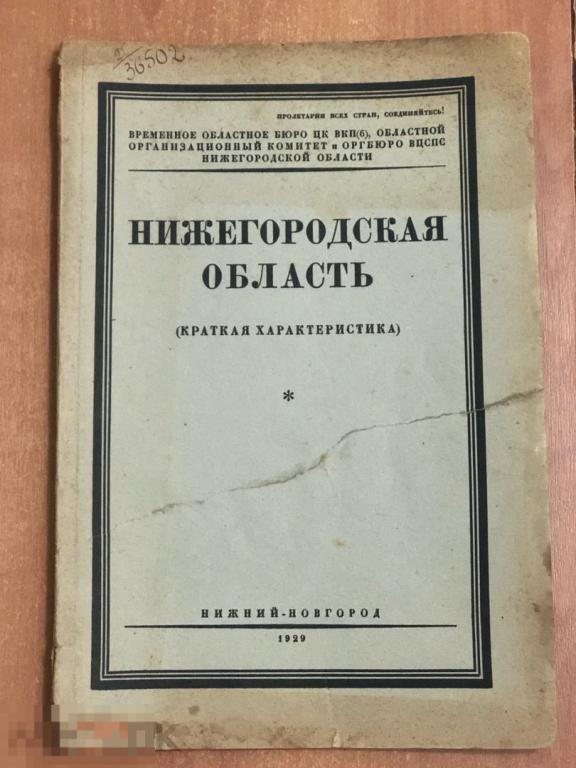 2/36502
ПРОЛЕТАРИИ ВСЕХ СТРАН, СОЕДИНЯЙТЕСЬ!
ВРЕМЕННОЕ ОБЛАСТНОЕ БЮРО ЦК ВКП(б), ОБЛАСТНОЙ
ОРГАНИЗАЦИОННЫЙ КОМИТЕТ и ОРГБЮРО ВЦСПС
НИЖЕГОРОДСКОЙ ОБЛАСТИ
НИЖЕГОРОДСКАЯ
ОБЛАСТЬ
(КРАТКАЯ ХАРАКТЕРИСТИКА)
*
НИЖНИЙ-НОВГОРОД
1929